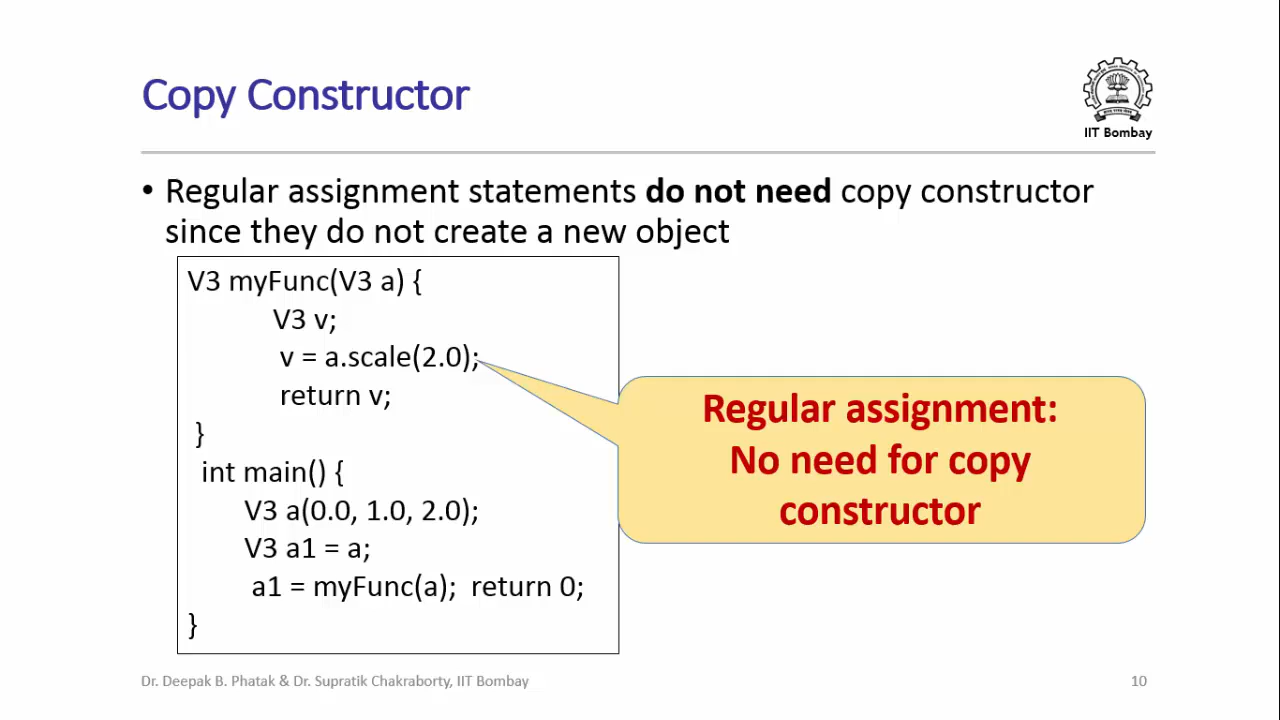 Copy Constructor
IIT Bombay
• Regular assignment statements do not need copy constructor
since they do not create a new object
V3 myFunc(V3 a) {
V3 v;
v = a.scale(2.0);
return v;
}
int main() {
V3 a(0.0, 1.0, 2.0);
V3 a1 = a;
a1 = myFunc(a);  return 0;
}
Regular assignment:
No need for copy
constructor
Dr. Deepak B. Phatak & Dr. Supratik Chakraborty, IIT Bombay
10